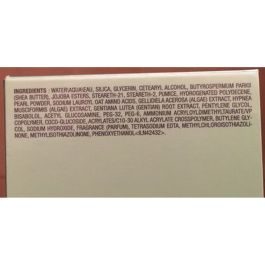 INGREDIENTS : WATER\AQUA\EAU, SILICA, GLYCERIN, CETEARYL ALCOHOL, BUTYROSPERMUM PARKII
(SHEA BUTTER), JOJOBA ESTERS, STEARETH-21, STEARETH-2, PUMICE, HYDROGENATED POLYDECENE,
PEARL POWDER, SODIUM LAUROYL OAT AMINO ACIDS, GELLIDIELA ACEROSA (ALGAE) EXTRACT, HYPNEA
MUSCIFORMIS (ALGAE) EXTRACT, GENTIANA LUTEA (GENTIAN) ROOT EXTRACT, PENTYLENE GLYCOL,
BISABOLOL, ACETYL GLUCOSAMINE, PEG-32, PEG-6, AMMONIUM ACRYLOYLDIMETHYLTAURATE/VP
COPOLYMER, COCO-GLUCOSIDE, ACRYLATES/C10-30 ALKYL ACRYLATE CROSSPOLYMER, BUTYLENE GLY-
COL, SODIUM HYDROXIDE, FRAGRANCE (PARFUM), TETRASODIUM EDTA, METHYLCHLOROISOTHIAZOLI-
NONE, METHYLISOTHIAZOLINONE, PHENOXYETHANOL <ILN42432>